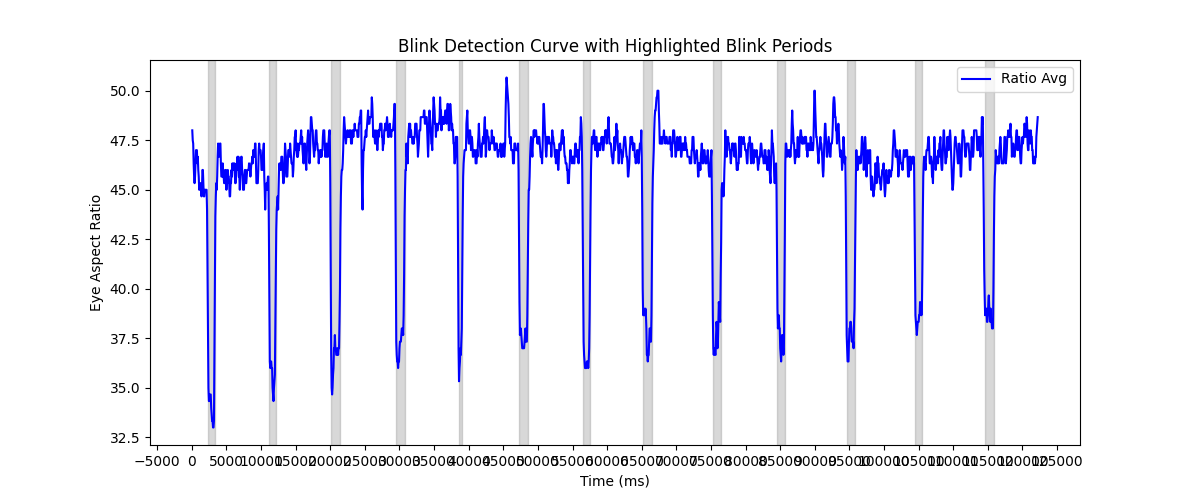 Blink Detection Curve with Highlighted Blink Periods
Ratio Avg
Eye Aspect Ratio
50.0
47.5
45.0
42.5
40.0
37.5
35.0
32.5
−5000 0 5000 10000 15000 20000 25000 30000 35000 40000 45000 50000 55000 60000 65000 70000 75000 80000 85000 90000 95000 100000 105000 110000 115000 120000 125000
Time (ms)